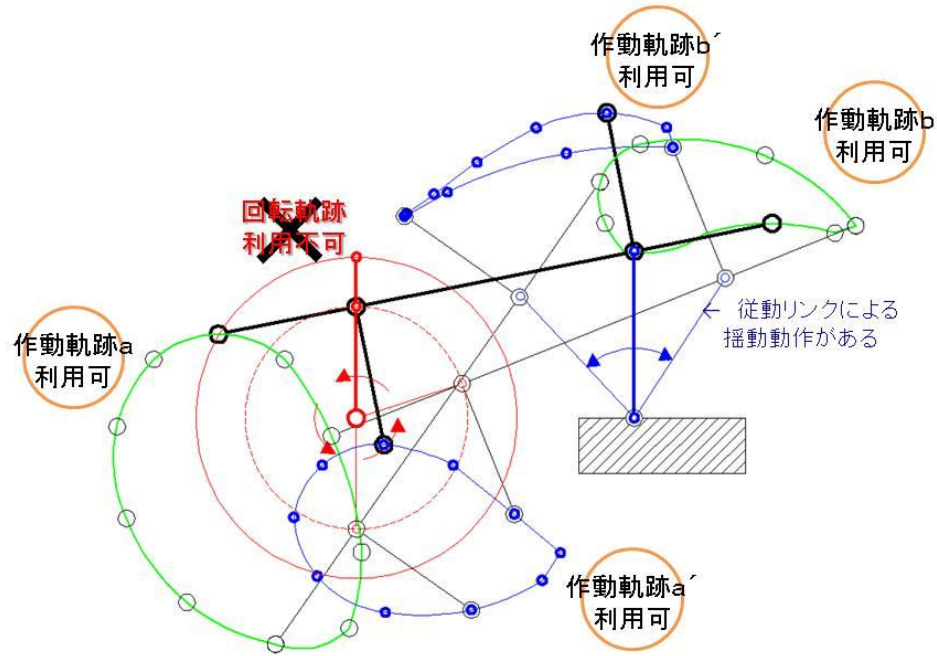 作動軌跡b´
利用可
作動軌跡b
利用可
回転軌跡
利用不可
← 従動リンクによる
揺動動作がある
作動軌跡a
利用可
作動軌跡a´
利用可